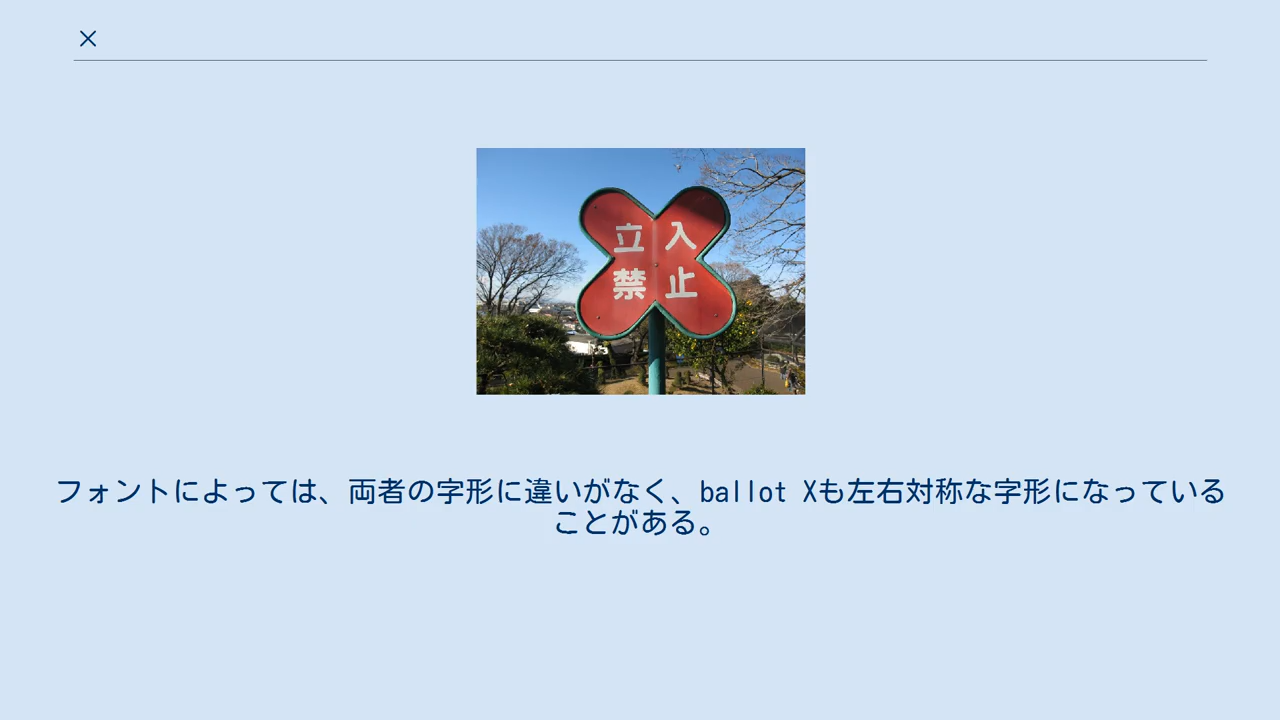 ×
立入
禁止
フォントによっては、両者の字形に違いがなく、ballot Xも左右対称な字形になっている
ことがある。